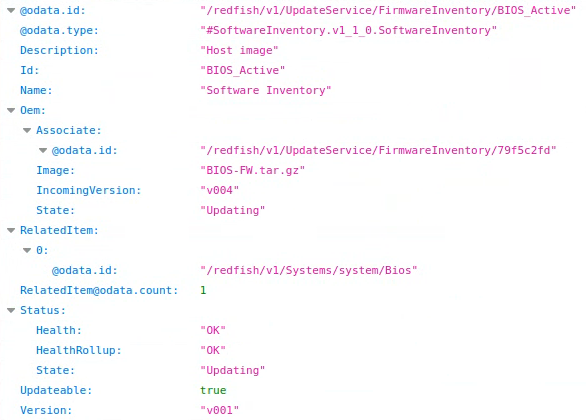 @odata.id: "/redfish/v1/UpdateService/FirmwareInventory/BIOS_Active"
@odata.type: "#SoftwareInventory.v1_1_0.SoftwareInventory"
Description: "Host image"
Id: "BIOS_Active"
Name: "Software Inventory"
Oem:
Associate:
@odata.id: "/redfish/v1/UpdateService/FirmwareInventory/79f5c2fd"
Image: "BIOS-FW.tar.gz"
IncomingVersion: "v004"
State: "Updating"
RelatedItem:
0:
@odata.id: "/redfish/v1/Systems/system/Bios"
RelatedItem@odata.count: 1
Status:
Health: "OK"
HealthRollup: "OK"
State: "Updating"
Updateable: true
Version: "v001"